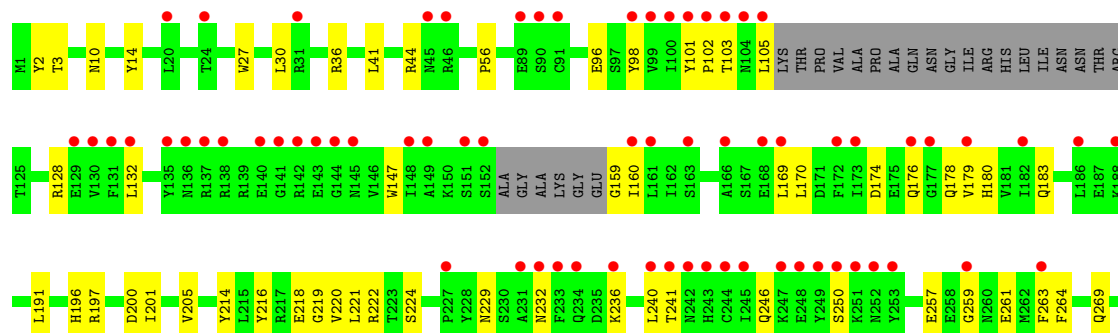 M1 Y2 T3 N10 Y14 L20 T24 W27 L30 R31 R36 L41 R44 N45 R46 P56 E89 S90 C91 E96 S97 Y98 V99 I100 Y101 P102 T103 N104 L105 LYS THR PRO VAL ALA PRO ALA GLN ASN GLY ILE ARG HIS LEU ILE ASN ASN THR ARG
T125 R128 E129 V130 F131 L132 Y135 N136 R137 R138 R139 E140 G141 R142 E143 G144 N145 V146 W147 I148 A149 K150 S151 S152 ALA GLY ALA LYS GLY GLU G159 I160 L161 I162 S163 A166 S167 E168 L169 L170 D171 F172 I173 D174 E175 Q176 G177 Q178 V179 H180 V181 I182 Q183 L186 E187 K188
L191 H196 R197 D200 I201 V205 Y214 L215 Y216 R217 E218 G219 V220 L221 R222 T223 S224 P227 Y228 N229 S230 A231 N232 F233 Q234 D235 K236 L240 T241 N242 H243 C244 I245 Q246 K247 E248 Y249 S250 K251 N252 Y253 E257 E258 G259 N260 E261 M262 F263 F264 Q269